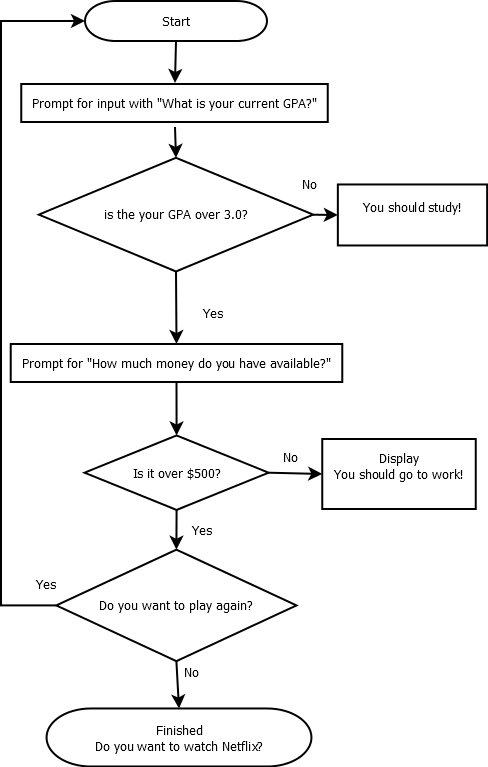 Start
Prompt for input with "What is your current GPA?"
No
is the your GPA over 3.0?
You should study!
Yes
Prompt for "How much money do you have available?"
No
Display
Is it over $500?
You should go to work!
Yes
Yes
Do you want to play again?
No
Finished
Do you want to watch Netflix?